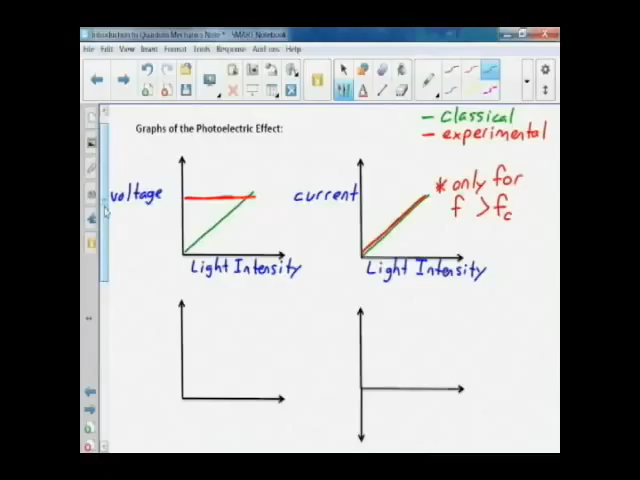 Introduction to Quantum Mechanics Note * - SMART Notebook
File Edit View Insert Format Tools Response Add-ons Help
— classical
— experimental
Graphs of the Photoelectric Effect:
voltage
Light Intensity
current
* only for
f > fc
Light Intensity